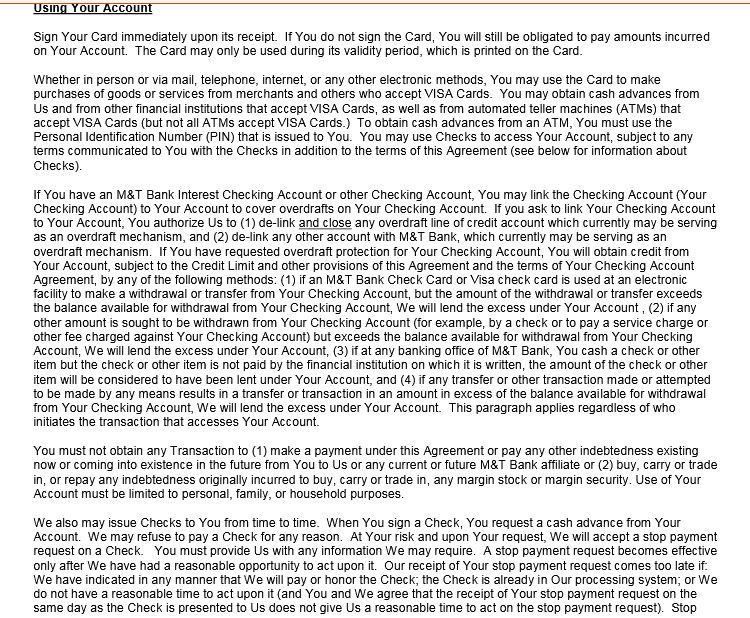 Using Your Account
Sign Your Card immediately upon its receipt.  If You do not sign the Card, You will still be obligated to pay amounts incurred
on Your Account.  The Card may only be used during its validity period, which is printed on the Card.
Whether in person or via mail, telephone, internet, or any other electronic methods, You may use the Card to make
purchases of goods or services from merchants and others who accept VISA Cards.  You may obtain cash advances from
Us and from other financial institutions that accept VISA Cards, as well as from automated teller machines (ATMs) that
accept VISA Cards (but not all ATMs accept VISA Cards.)  To obtain cash advances from an ATM, You must use the
Personal Identification Number (PIN) that is issued to You.  You may use Checks to access Your Account, subject to any
terms communicated to You with the Checks in addition to the terms of this Agreement (see below for information about
Checks).
If You have an M&T Bank Interest Checking Account or other Checking Account, You may link the Checking Account (Your
Checking Account) to Your Account to cover overdrafts on Your Checking Account.  If you ask to link Your Checking Account
to Your Account, You authorize Us to (1) de-link and close any overdraft line of credit account which currently may be serving
as an overdraft mechanism, and (2) de-link any other account with M&T Bank, which currently may be serving as an
overdraft mechanism.  If You have requested overdraft protection for Your Checking Account, You will obtain credit from
Your Account, subject to the Credit Limit and other provisions of this Agreement and the terms of Your Checking Account
Agreement, by any of the following methods: (1) if an M&T Bank Check Card or Visa check card is used at an electronic
facility to make a withdrawal or transfer from Your Checking Account, but the amount of the withdrawal or transfer exceeds
the balance available for withdrawal from Your Checking Account, We will lend the excess under Your Account , (2) if any
other amount is sought to be withdrawn from Your Checking Account (for example, by a check or to pay a service charge or
other fee charged against Your Checking Account) but exceeds the balance available for withdrawal from Your Checking
Account, We will lend the excess under Your Account, (3) if at any banking office of M&T Bank, You cash a check or other
item but the check or other item is not paid by the financial institution on which it is written, the amount of the check or other
item will be considered to have been lent under Your Account, and (4) if any transfer or other transaction made or attempted
to be made by any means results in a transfer or transaction in an amount in excess of the balance available for withdrawal
from Your Checking Account, We will lend the excess under Your Account.  This paragraph applies regardless of who
initiates the transaction that accesses Your Account.
You must not obtain any Transaction to (1) make a payment under this Agreement or pay any other indebtedness existing
now or coming into existence in the future from You to Us or any current or future M&T Bank affiliate or (2) buy, carry or trade
in, or repay any indebtedness originally incurred to buy, carry or trade in, any margin stock or margin security. Use of Your
Account must be limited to personal, family, or household purposes.
We also may issue Checks to You from time to time.  When You sign a Check, You request a cash advance from Your
Account.  We may refuse to pay a Check for any reason.  At Your risk and upon Your request, We will accept a stop payment
request on a Check.   You must provide Us with any information We may require.  A stop payment request becomes effective
only after We have had a reasonable opportunity to act upon it.  Our receipt of Your stop payment request comes too late if:
We have indicated in any manner that We will pay or honor the Check; the Check is already in Our processing system; or We
do not have a reasonable time to act upon it (and You and We agree that the receipt of Your stop payment request on the
same day as the Check is presented to Us does not give Us a reasonable time to act on the stop payment request).  Stop